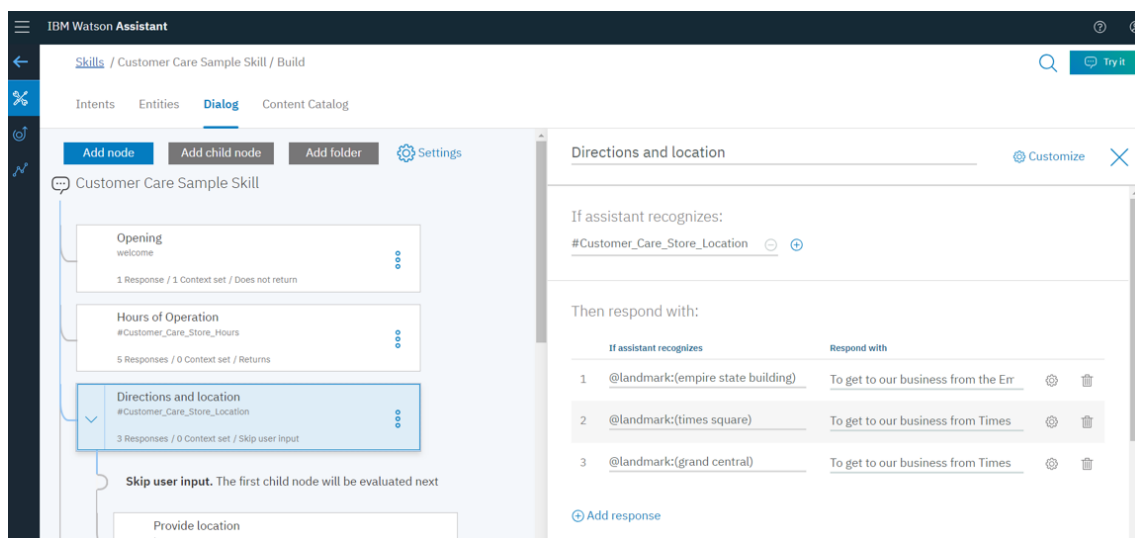 IBM Watson Assistant
Skills / Customer Care Sample Skill / Build
Try it
Intents Entities Dialog Content Catalog
Add node Add child node Add folder Settings
Customer Care Sample Skill
Opening
welcome
1 Response / 1 Context set / Does not return
Hours of Operation
#Customer_Care_Store_Hours
5 Responses / 0 Context set / Returns
Directions and location
#Customer_Care_Store_Location
3 Responses / 0 Context set / Skip user input
Skip user input. The first child node will be evaluated next
Provide location
Directions and location
Customize
If assistant recognizes:
#Customer_Care_Store_Location
Then respond with:
If assistant recognizes Respond with
1 @landmark:(empire state building) To get to our business from the Em
2 @landmark:(times square) To get to our business from Times
3 @landmark:(grand central) To get to our business from Times
Add response